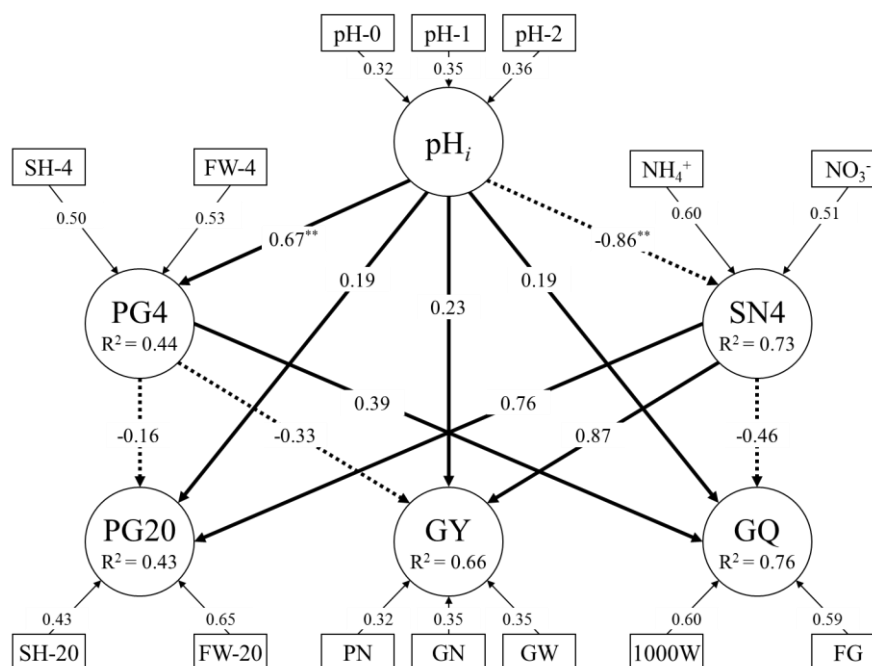 pH-0 pH-1 pH-2
0.32 0.35 0.36
pH<sub>i</sub>
SH-4 FW-4 NH₄⁺ NO₃⁻
0.50 0.53 0.60 0.51
0.67** -0.86**
0.19 0.23 0.19
PG4 SN4
R² = 0.44 R² = 0.73
0.39 0.76
-0.16 -0.33 0.87 -0.46
PG20 GY GQ
R² = 0.43 R² = 0.66 R² = 0.76
0.43 0.65 0.32 0.35 0.35 0.60 0.59
SH-20 FW-20 PN GN GW 1000W FG